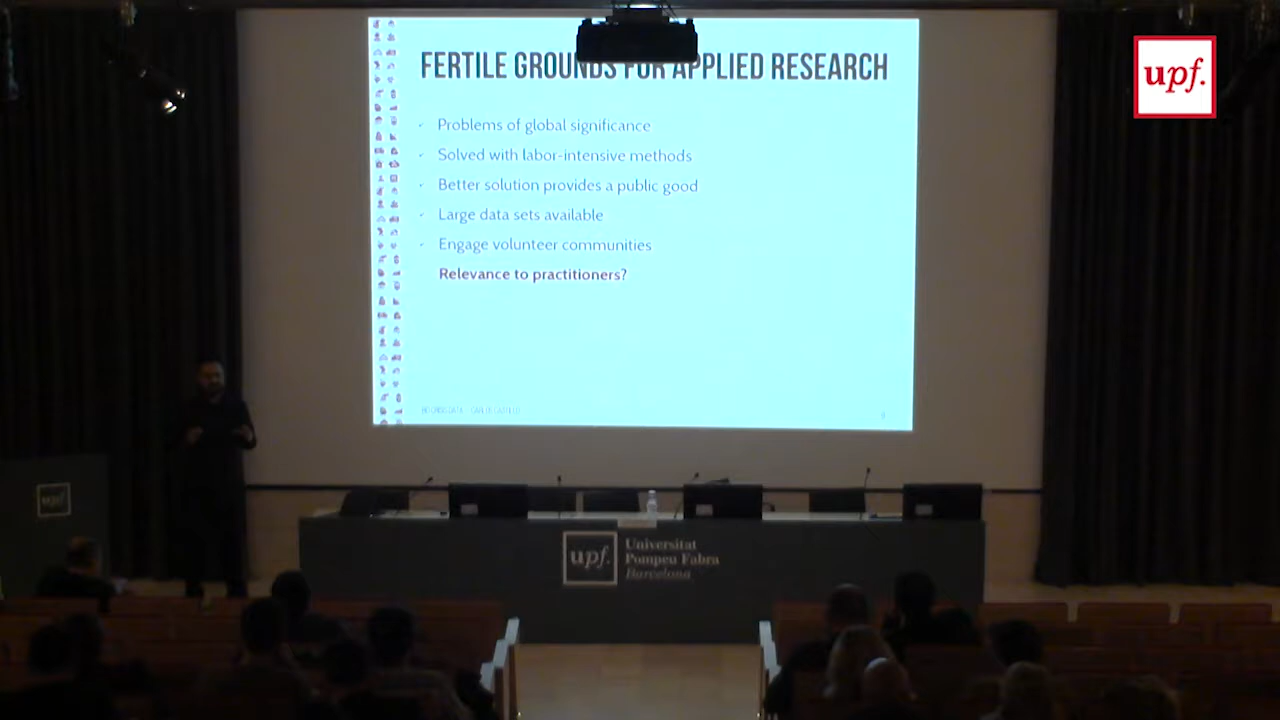 FERTILE GROUNDS FOR APPLIED RESEARCH
upf.
Problems of global significance
Solved with labor-intensive methods
Better solution provides a public good
Large data sets available
Engage volunteer communities
Relevance to practitioners?
upf.
upf.
Universitat
Pompeu Fabra
Barcelona